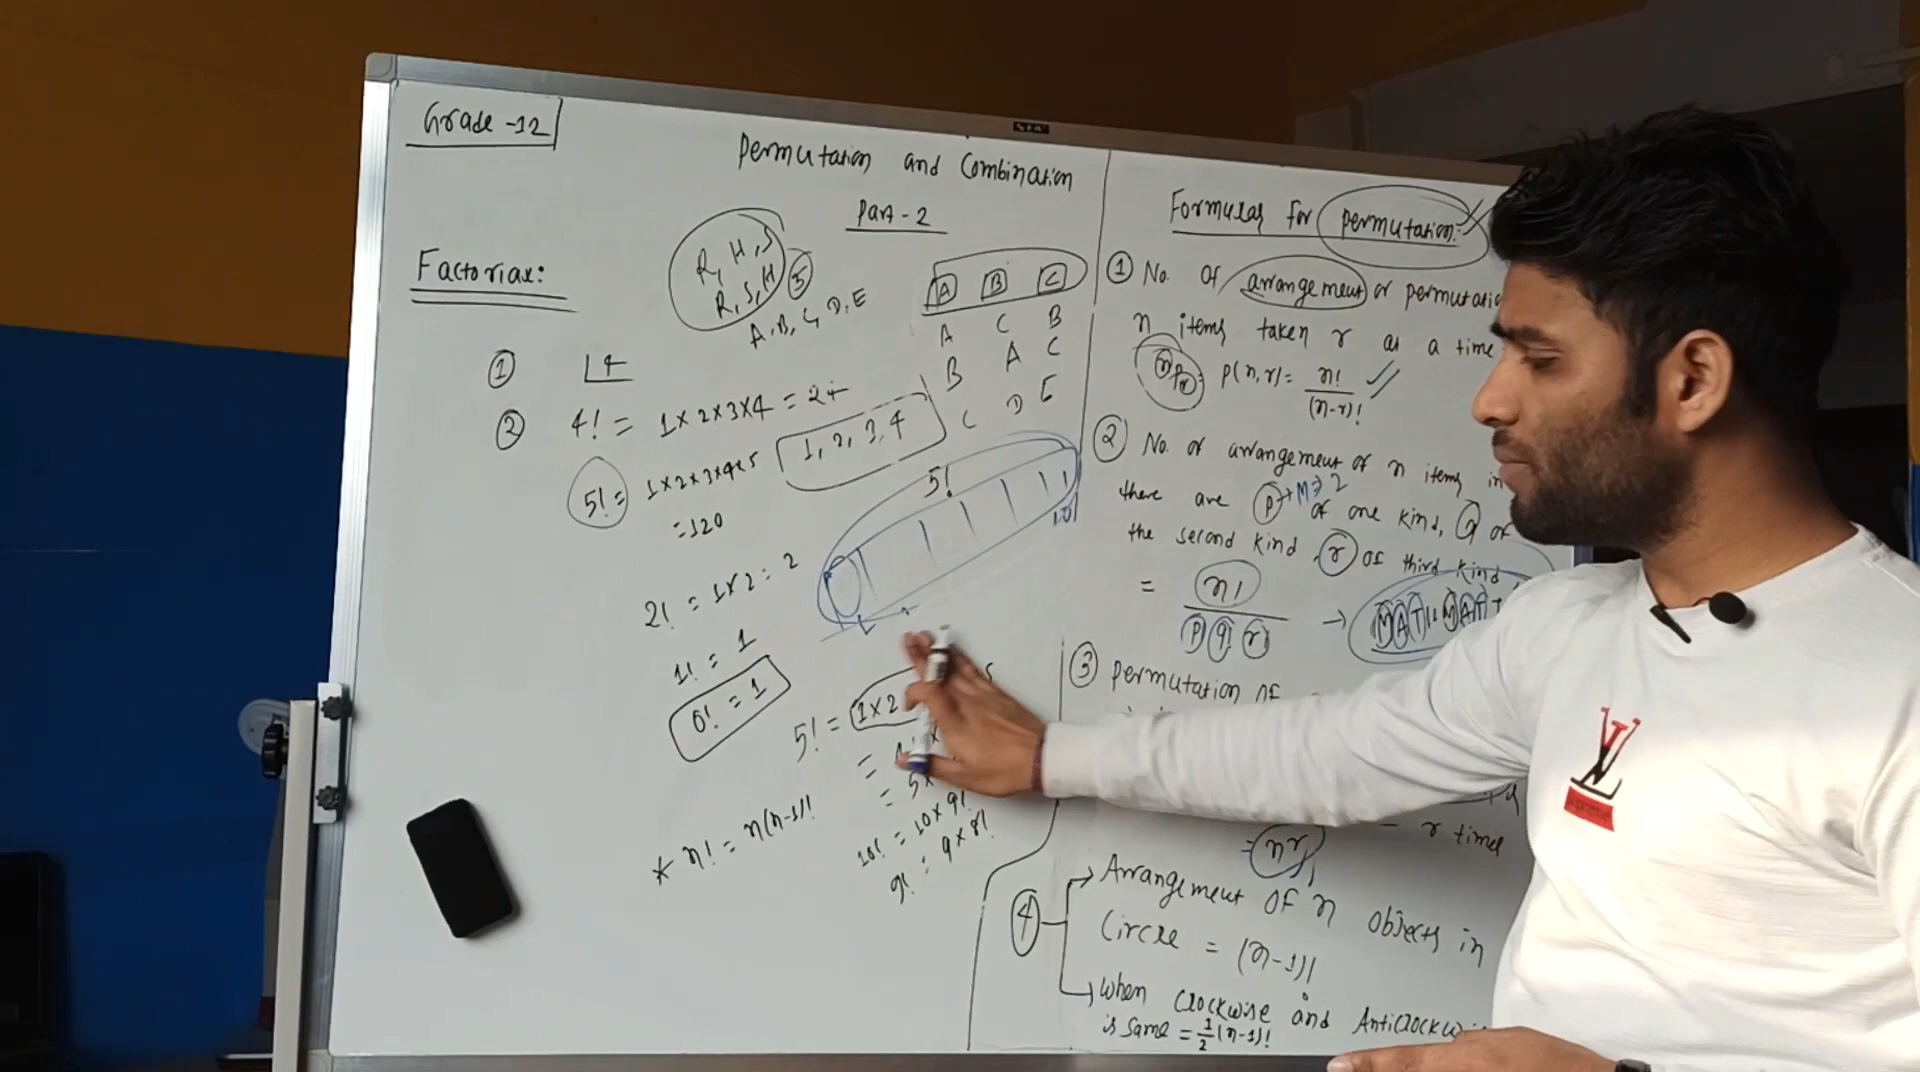 Grade -12
Permutation and Combination
Part - 2
Factorial:
R, H, S
R, S, H
5
A, B, C, D, E
A B C
A C B
B A C
C D E
① ∟4
② 4! = 1×2×3×4 = 24
1, 2, 3, 4
5! = 1×2×3×4×5
=120
5!
2! = 1×2 = 2
1! = 1
0! = 1
5! = 1×2
= 5×
10! = 10×9!
9! = 9×8!
* n! = n(n-1)!
Formulas for permutation:
① No. of arrangement or
n items taken r at a time
nPr = P(n,r) = n!/(n-r)!
② No. of arrangement of n items in
there are P → M → 2 of one kind, q of
the second kind, r of third kind
= n!/(p! q! r!) →
③ permutation of
r times
= nr
④ → Arrangement of n objects in
Circle = (n-1)!
→ When Clockwise and
is same = 1/2 (n-1)!